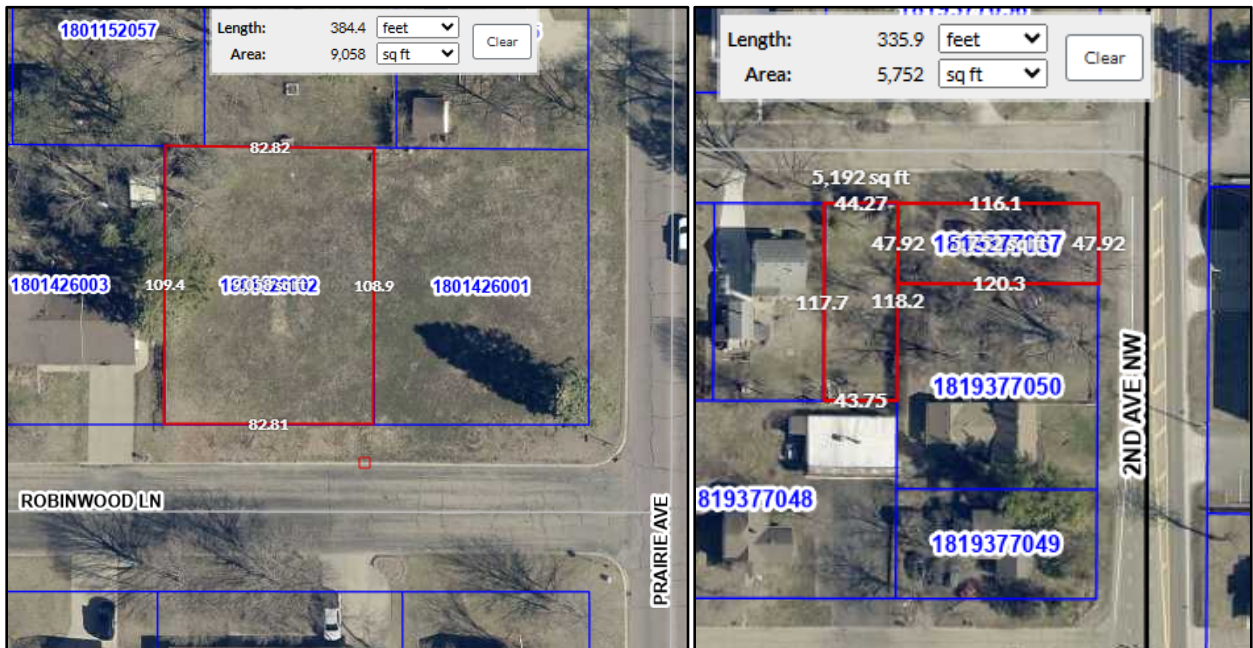 1801152057
Length: 384.4 feet
Area: 9,058 sq ft
Clear
82.82
1801426003
109.4
108.9
1801426001
82.81
ROBINWOOD LN
PRAIRIE AVE
Length: 335.9 feet
Area: 5,752 sq ft
Clear
5,192 sq ft
44.27
116.1
47.92
47.92
120.3
117.7
118.2
1819377050
43.75
2ND AVE NW
819377048
1819377049